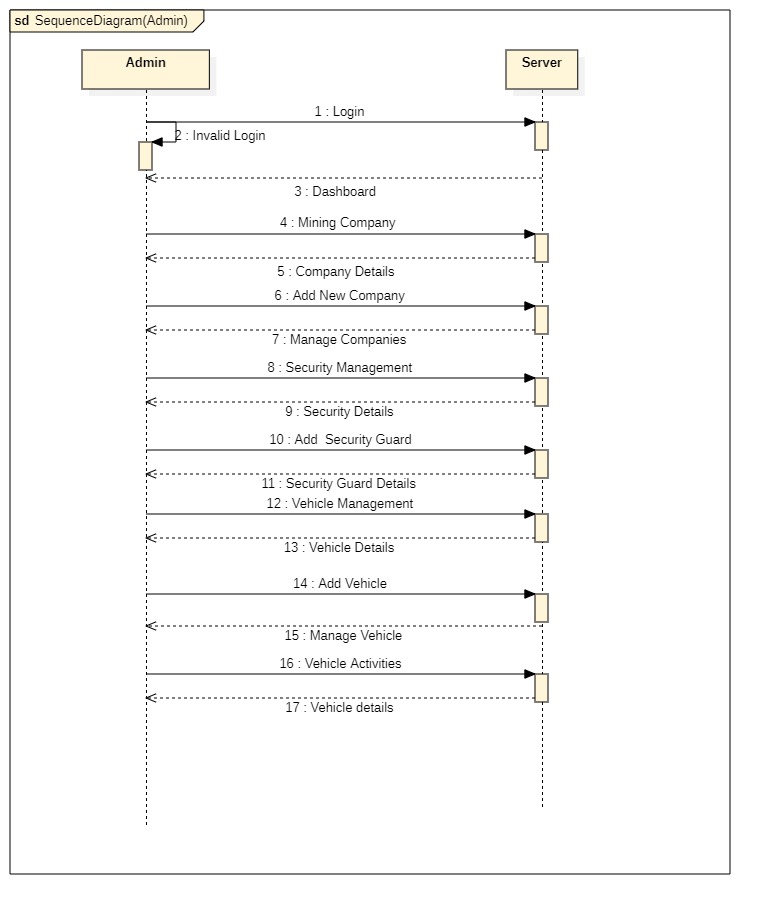 sd SequenceDiagram(Admin)
Admin
Server
1 : Login
2 : Invalid Login
3 : Dashboard
4 : Mining Company
5 : Company Details
6 : Add New Company
7 : Manage Companies
8 : Security Management
9 : Security Details
10 : Add  Security Guard
11 : Security Guard Details
12 : Vehicle Management
13 : Vehicle Details
14 : Add Vehicle
15 : Manage Vehicle
16 : Vehicle Activities
17 : Vehicle details